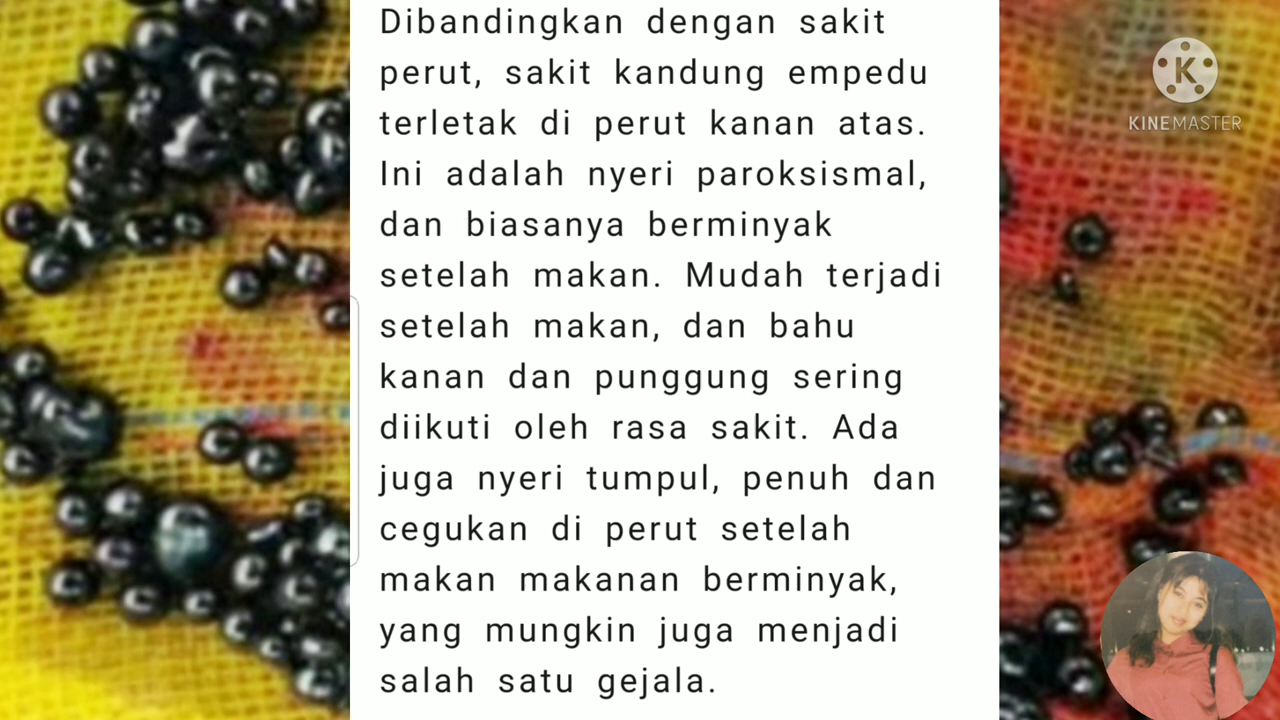 Dibandingkan dengan sakit
perut, sakit kandung empedu
terletak di perut kanan atas.
Ini adalah nyeri paroksismal,
dan biasanya berminyak
setelah makan. Mudah terjadi
setelah makan, dan bahu
kanan dan punggung sering
diikuti oleh rasa sakit. Ada
juga nyeri tumpul, penuh dan
cegukan di perut setelah
makan makanan berminyak,
yang mungkin juga menjadi
salah satu gejala.
K
KINEMASTER